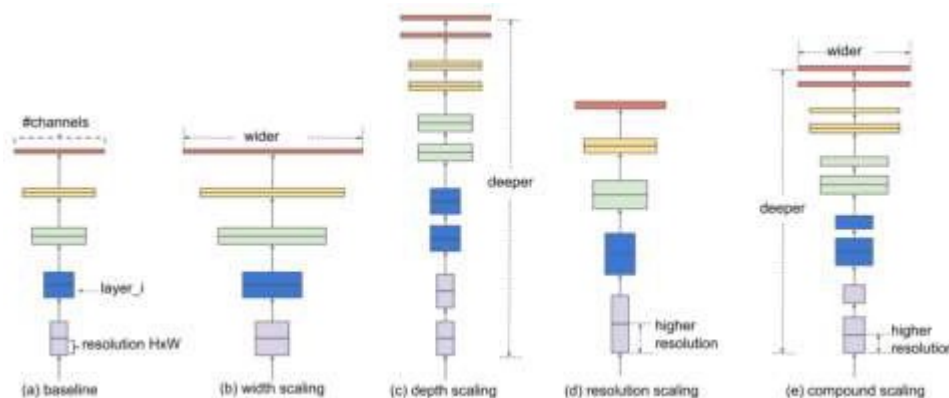 #channels
wider
deeper
wider
deeper
layer_i
resolution HxW
higher
resolution
higher
resolution
(a) baseline
(b) width scaling
(c) depth scaling
(d) resolution scaling
(e) compound scaling